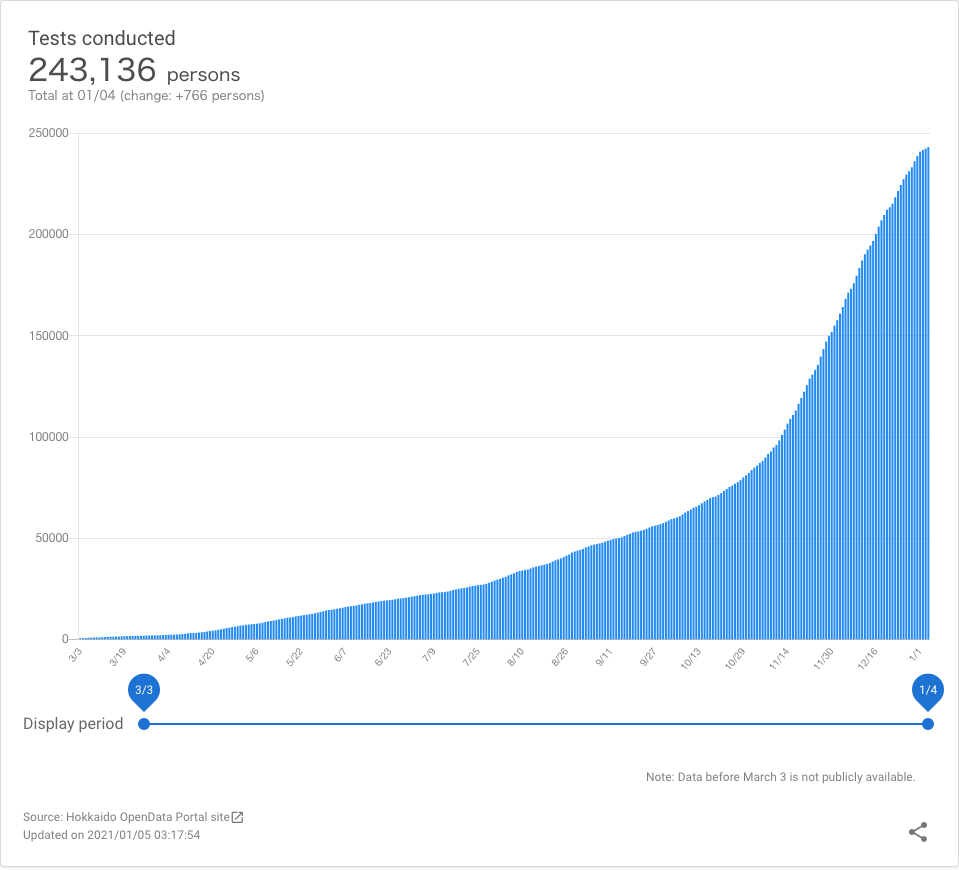 Tests conducted
243,136 persons
Total at 01/04 (change: +766 persons)
250000
200000
150000
100000
50000
0
3/3 3/19 4/4 4/20 5/6 5/22 6/7 6/23 7/9 7/25 8/10 8/26 9/11 9/27 10/13 10/29 11/14 11/30 12/16 1/1
3/3 1/4
Display period
Note: Data before March 3 is not publicly available.
Source: Hokkaido OpenData Portal site
Updated on 2021/01/05 03:17:54